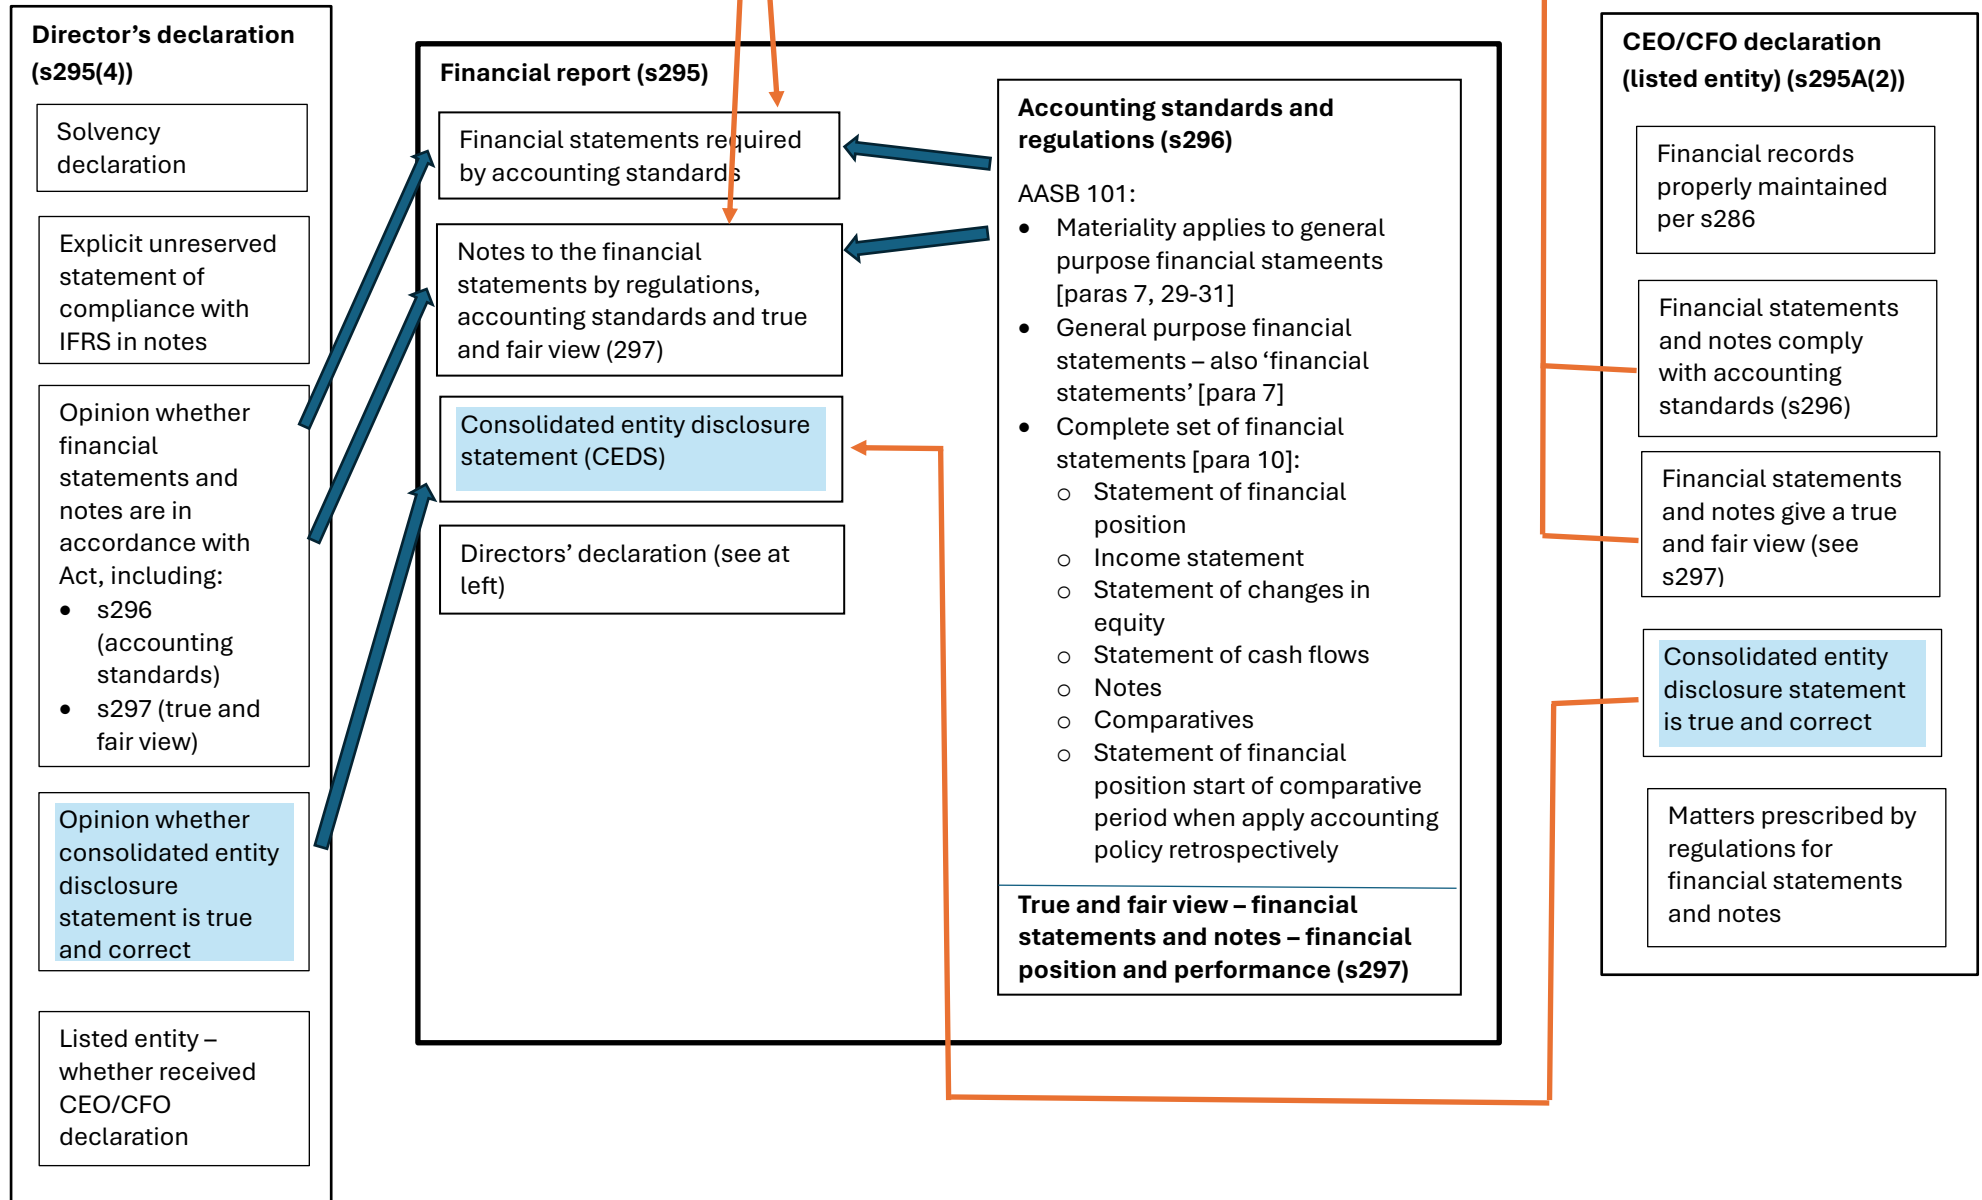 Director’s declaration
(s295(4))
Solvency
declaration
Explicit unreserved
statement of
compliance with
IFRS in notes
Opinion whether
financial
statements and
notes are in
accordance with
Act, including:
• s296
(accounting
standards)
• s297 (true and
fair view)
Opinion whether
consolidated entity
disclosure
statement is true
and correct
Listed entity –
whether received
CEO/CFO
declaration
Financial report (s295)
Financial statements required
by accounting standards
Notes to the financial
statements by regulations,
accounting standards and true
and fair view (297)
Consolidated entity disclosure
statement (CEDS)
Directors’ declaration (see at
left)
Accounting standards and
regulations (s296)
AASB 101:
• Materiality applies to general
purpose financial stameents
[paras 7, 29-31]
• General purpose financial
statements – also ‘financial
statements’ [para 7]
• Complete set of financial
statements [para 10]:
o Statement of financial
position
o Income statement
o Statement of changes in
equity
o Statement of cash flows
o Notes
o Comparatives
o Statement of financial
position start of comparative
period when apply accounting
policy retrospectively
True and fair view – financial
statements and notes – financial
position and performance (s297)
CEO/CFO declaration
(listed entity) (s295A(2))
Financial records
properly maintained
per s286
Financial statements
and notes comply
with accounting
standards (s296)
Financial statements
and notes give a true
and fair view (see
s297)
Consolidated entity
disclosure statement
is true and correct
Matters prescribed by
regulations for
financial statements
and notes